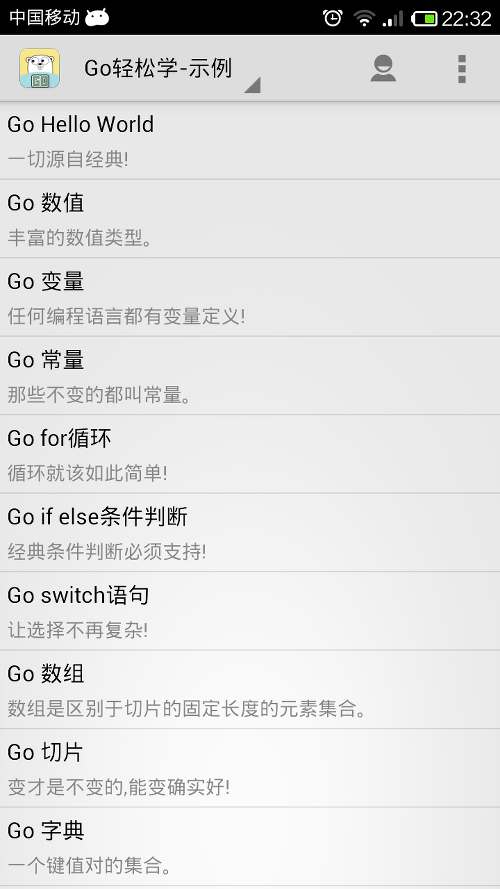 中国移动 22:32
GO
Go轻松学-示例
Go Hello World
一切源自经典!
Go 数值
丰富的数值类型。
Go 变量
任何编程语言都有变量定义!
Go 常量
那些不变的都叫常量。
Go for循环
循环就该如此简单!
Go if else条件判断
经典条件判断必须支持!
Go switch语句
让选择不再复杂!
Go 数组
数组是区别于切片的固定长度的元素集合。
Go 切片
变才是不变的,能变确实好!
Go 字典
一个键值对的集合。